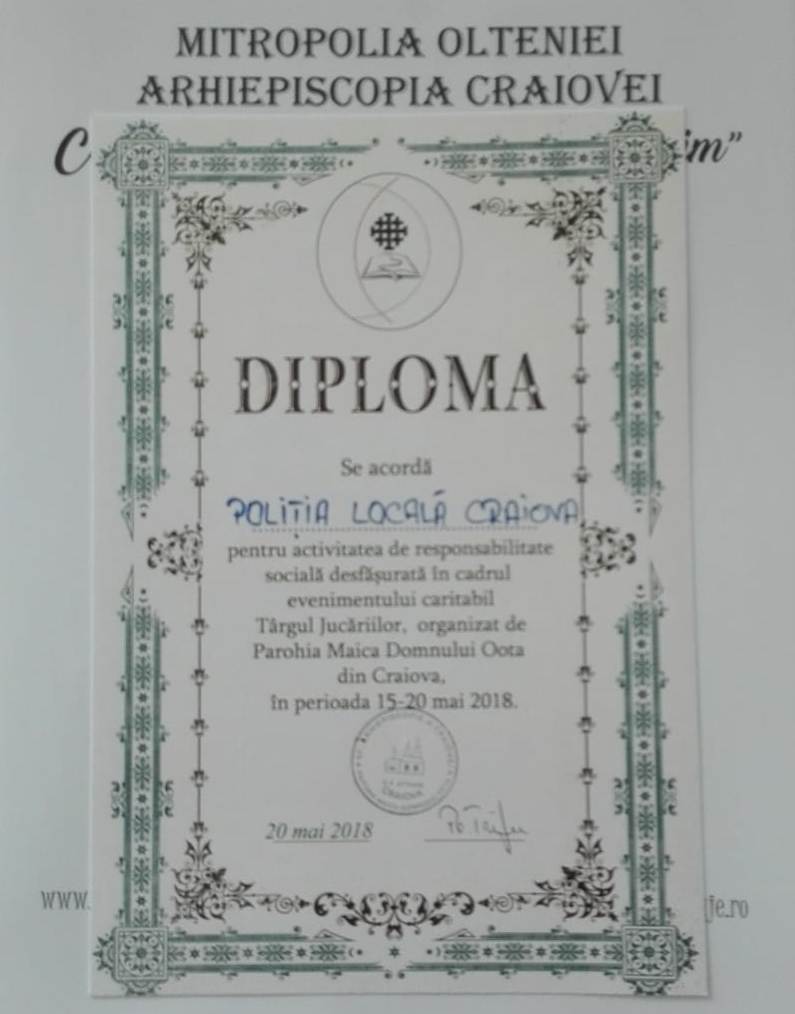 MITROPOLIA OLTENIEI
ARHIEPISCOPIA CRAIOVEI
DIPLOMA
Se acordă
POLIȚIA LOCALĂ CRAIOVA
pentru activitatea de responsabilitate
socială desfășurată în cadrul
evenimentului caritabil
Târgul Jucăriilor, organizat de
Parohia Maica Domnului Oota
din Craiova,
în perioada 15-20 mai 2018.
CRAIOVA
20 mai 2018
www.